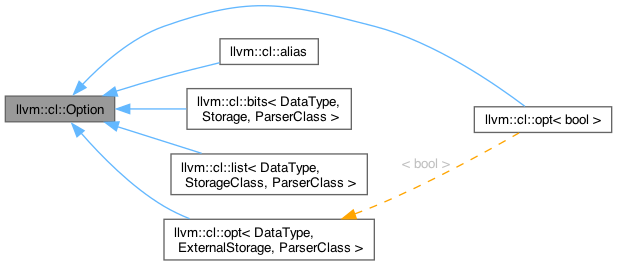 llvm::cl::alias
llvm::cl::Option
llvm::cl::bits< DataType,
Storage, ParserClass >
llvm::cl::opt< bool >
< bool >
llvm::cl::list< DataType,
StorageClass, ParserClass >
llvm::cl::opt< DataType,
ExternalStorage, ParserClass >